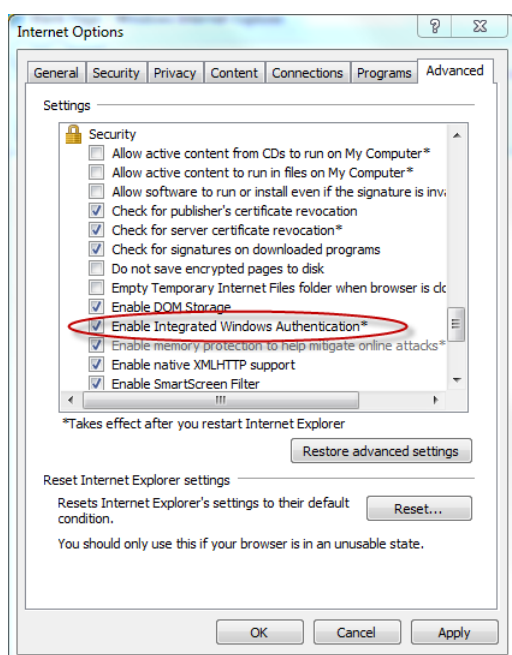 Internet Options
General Security Privacy Content Connections Programs Advanced
Settings
Security
Allow active content from CDs to run on My Computer*
Allow active content to run in files on My Computer*
Allow software to run or install even if the signature is
Check for publisher's certificate revocation
Check for server certificate revocation*
Check for signatures on downloaded programs
Do not save encrypted pages to disk
Empty Temporary Internet Files folder when browser is
Enable DOM Storage
Enable Integrated Windows Authentication*
Enable memory protection to help mitigate online attacks*
Enable native XMLHTTP support
Enable SmartScreen Filter
*Takes effect after you restart Internet Explorer
Restore advanced settings
Reset Internet Explorer settings
Resets Internet Explorer's settings to their default
condition.
Reset...
You should only use this if your browser is in an unusable state.
OK Cancel Apply